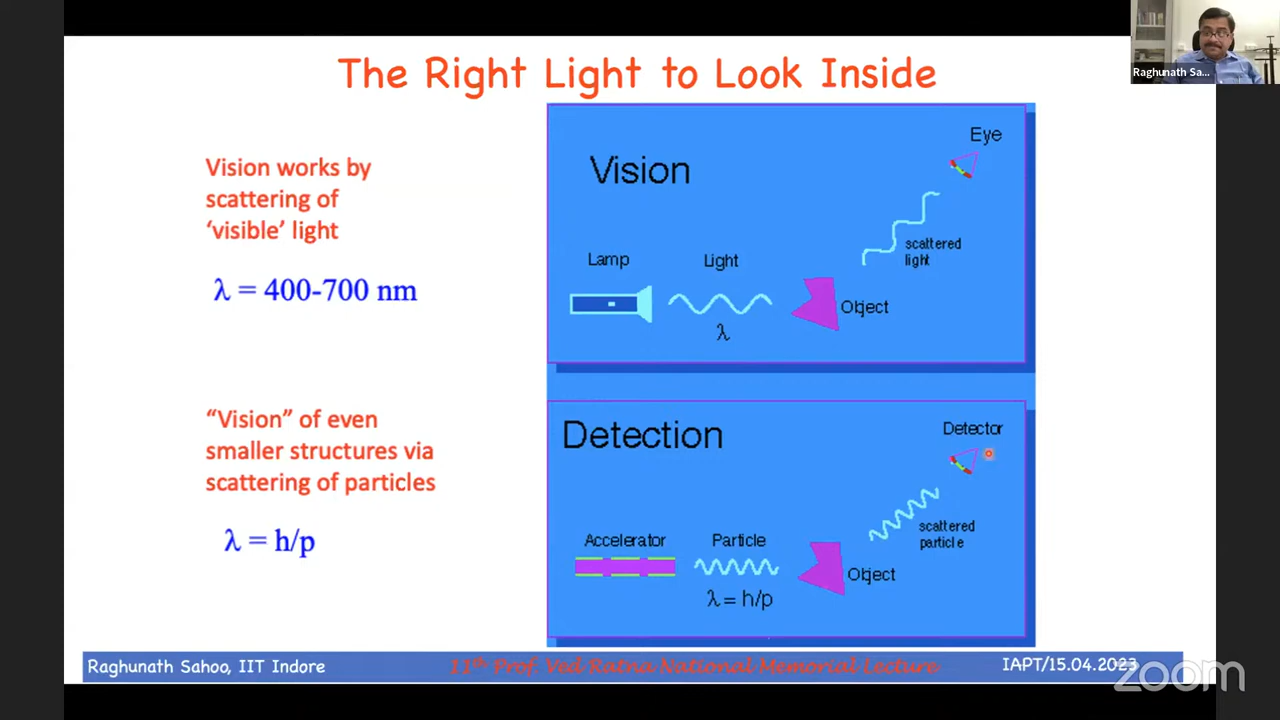 The Right Light to Look Inside
Raghunath Sa...
Vision works by
scattering of
‘visible’ light
λ = 400-700 nm
“Vision” of even
smaller structures via
scattering of particles
λ = h/p
Vision
Eye
scattered
light
Lamp
Light
λ
Object
Detection
Detector
scattered
particle
Accelerator
Particle
λ = h/p
Object
Raghunath Sahoo, IIT Indore
11th Prof. Ved Ratna National Memorial Lecture
IAPT/15.04.2023
zoom